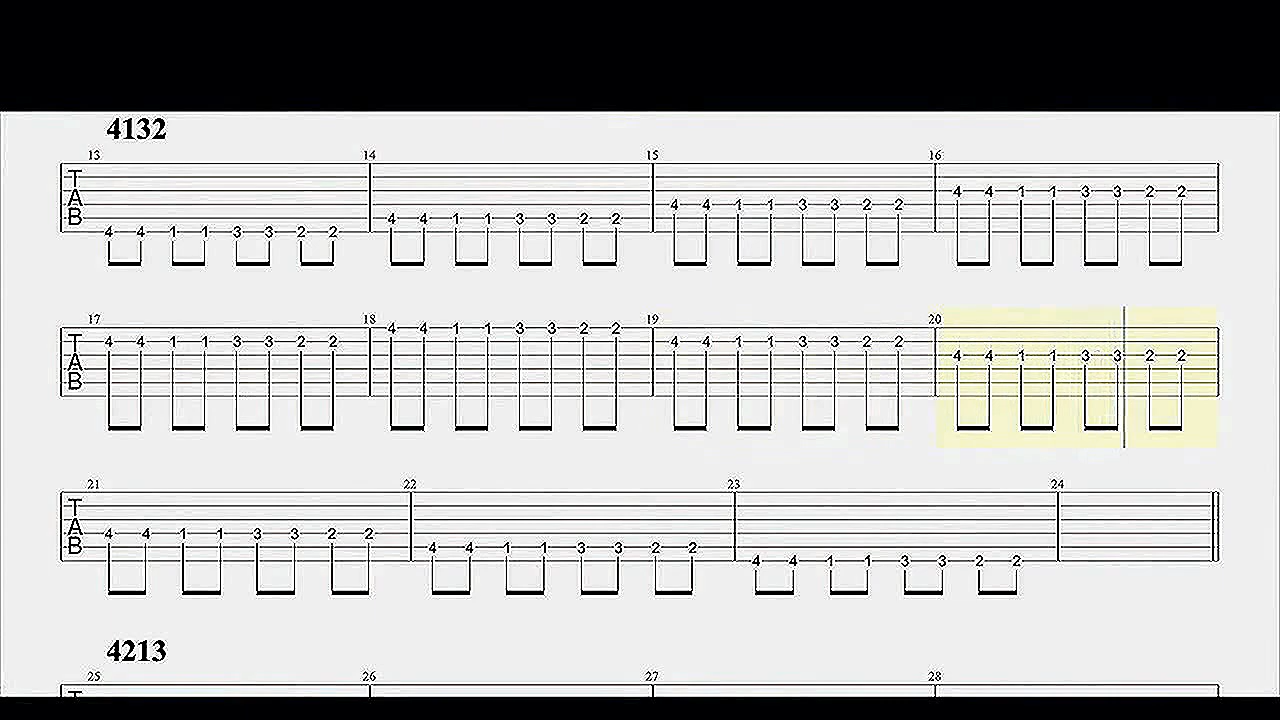 4132
13 14 15 16
TAB
4 4 1 1 3 3 2 2 4 4 1 1 3 3 2 2 4 4 1 1 3 3 2 2 4 4 1 1 3 3 2 2
17 18 19 20
TAB
4 4 1 1 3 3 2 2 4 4 1 1 3 3 2 2 4 4 1 1 3 3 2 2 4 4 1 1 3 3 2 2
21 22 23 24
TAB
4 4 1 1 3 3 2 2 4 4 1 1 3 3 2 2 4 4 1 1 3 3 2 2
4213
25 26 27 28